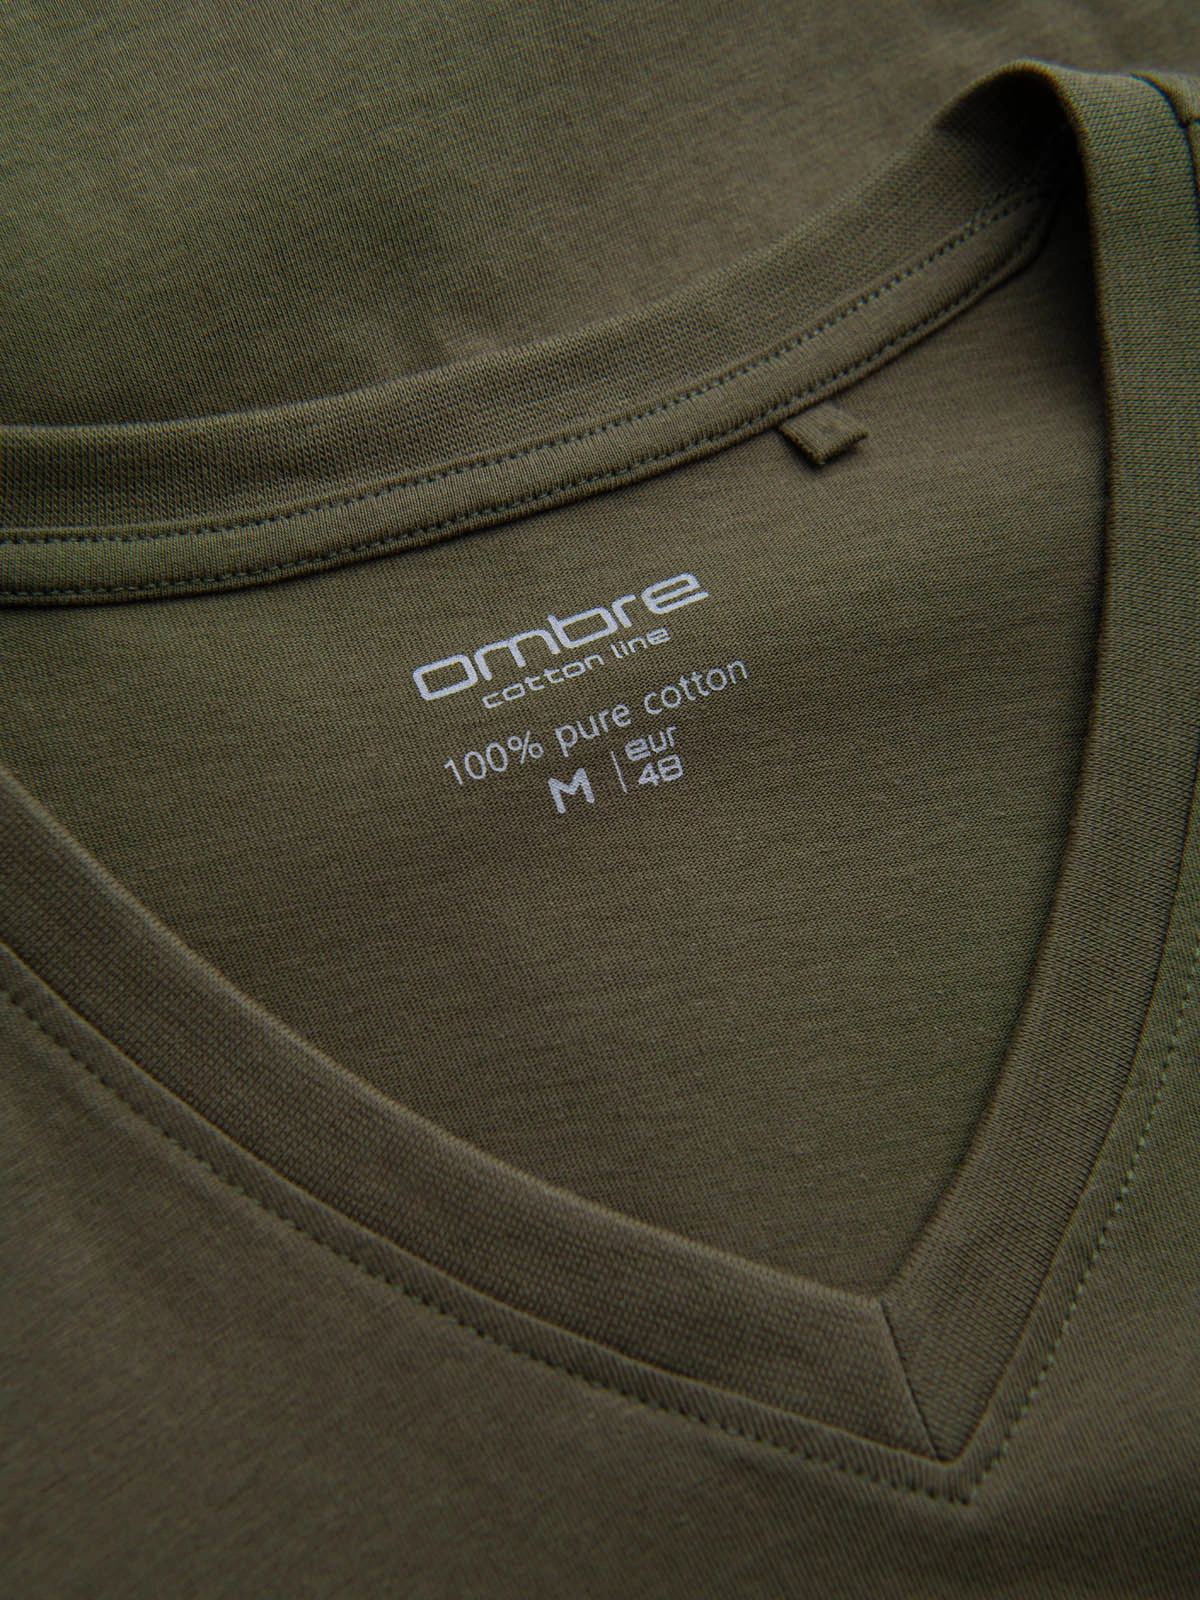 ombre
cotton line
100% pure cotton
M | eur
48